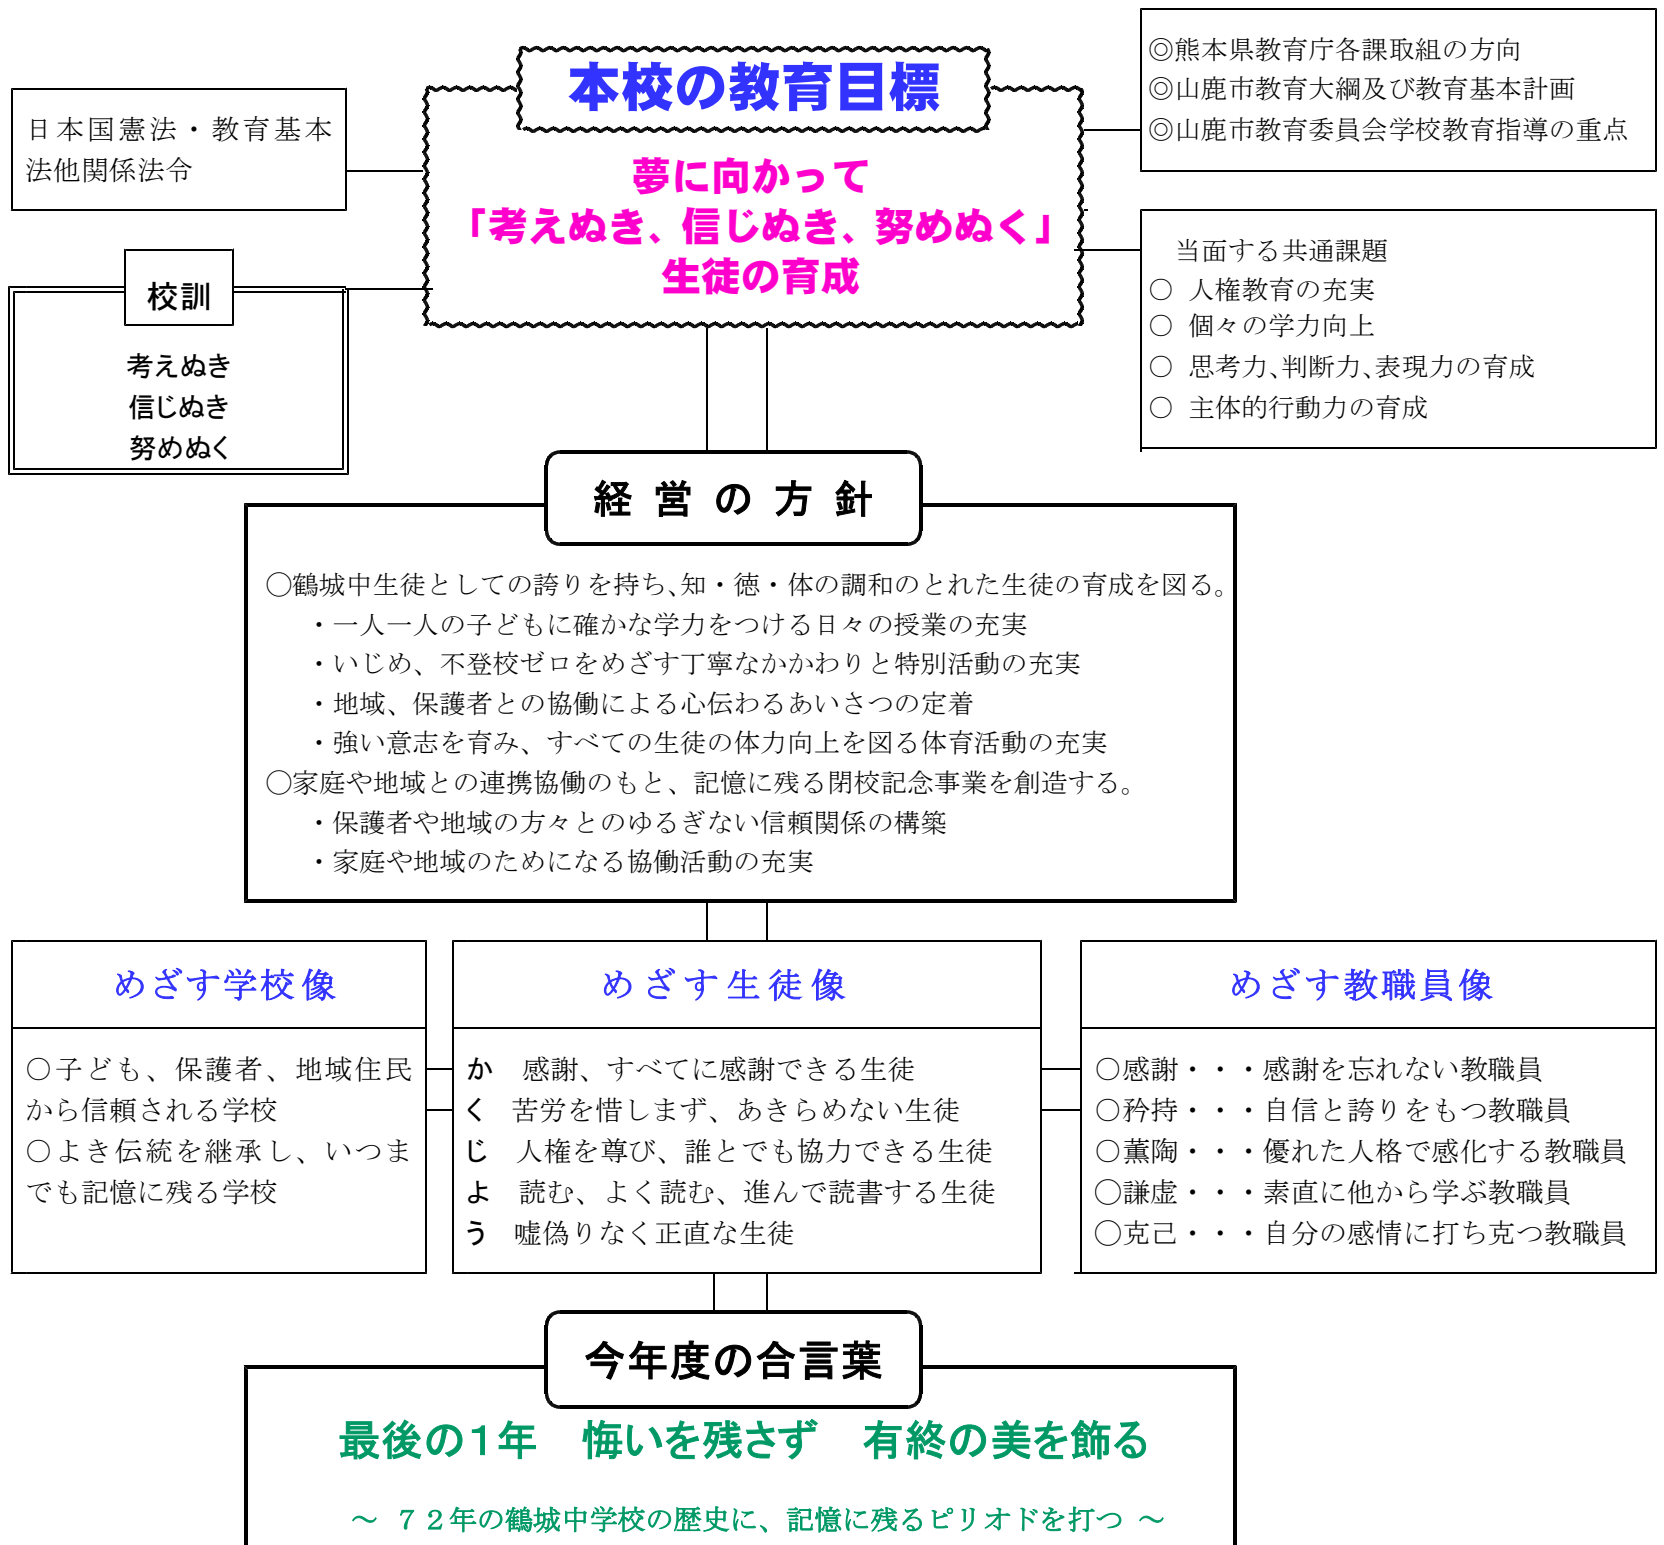 本校の教育目標
夢に向かって
「考えぬき、信じぬき、努めぬく」
生徒の育成
日本国憲法・教育基本
法他関係法令
校訓
考えぬき
信じぬき
努めぬく
◎熊本県教育庁各課取組の方向
◎山鹿市教育大綱及び教育基本計画
◎山鹿市教育委員会学校教育指導の重点
当面する共通課題
○ 人権教育の充実
○ 個々の学力向上
○ 思考力、判断力、表現力の育成
○ 主体的行動力の育成
経営の方針
○鶴城中生徒としての誇りを持ち、知・徳・体の調和のとれた生徒の育成を図る。
・一人一人の子どもに確かな学力をつける日々の授業の充実
・いじめ、不登校ゼロをめざす丁寧なかかわりと特別活動の充実
・地域、保護者との協働による心伝わるあいさつの定着
・強い意志を育み、すべての生徒の体力向上を図る体育活動の充実
○家庭や地域との連携協働のもと、記憶に残る閉校記念事業を創造する。
・保護者や地域の方々とのゆるぎない信頼関係の構築
・家庭や地域のためになる協働活動の充実
めざす学校像
○子ども、保護者、地域住民
から信頼される学校
○よき伝統を継承し、いつま
でも記憶に残る学校
めざす生徒像
か 感謝、すべてに感謝できる生徒
く 苦労を惜しまず、あきらめない生徒
じ 人権を尊び、誰とでも協力できる生徒
よ 読む、よく読む、進んで読書する生徒
う 嘘偽りなく正直な生徒
めざす教職員像
○感謝・・・感謝を忘れない教職員
○矜持・・・自信と誇りをもつ教職員
○薫陶・・・優れた人格で感化する教職員
○謙虚・・・素直に他から学ぶ教職員
○克己・・・自分の感情に打ち克つ教職員
今年度の合言葉
最後の1年 悔いを残さず 有終の美を飾る
～ ７２年の鶴城中学校の歴史に、記憶に残るピリオドを打つ ～